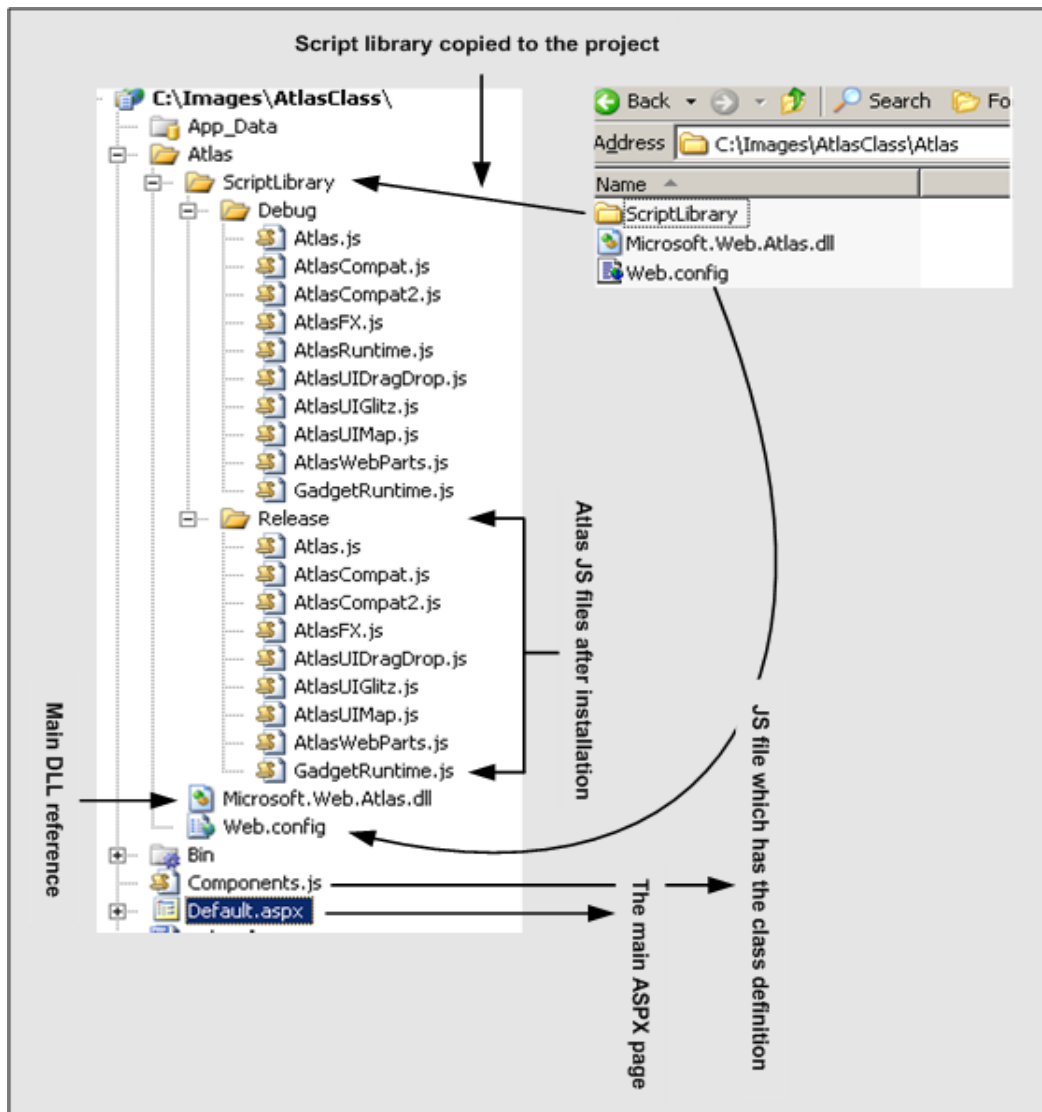 Script library copied to the project
C:\Images\AtlasClass\
App_Data
Atlas
ScriptLibrary
Debug
Atlas.js
AtlasCompat.js
AtlasCompat2.js
AtlasFX.js
AtlasRuntime.js
AtlasUIDragDrop.js
AtlasUIGlitz.js
AtlasUIMap.js
AtlasWebParts.js
GadgetRuntime.js
Release
Atlas.js
AtlasCompat.js
AtlasCompat2.js
AtlasFX.js
AtlasUIDragDrop.js
AtlasUIGlitz.js
AtlasUIMap.js
AtlasWebParts.js
GadgetRuntime.js
Microsoft.Web.Atlas.dll
Web.config
Bin
Components.js
Default.aspx
Back Search Fo
Address C:\Images\AtlasClass\Atlas
Name
ScriptLibrary
Microsoft.Web.Atlas.dll
Web.config
Main DLL reference
Atlas JS files after installation
The main ASPX page
JS file which has the class definition